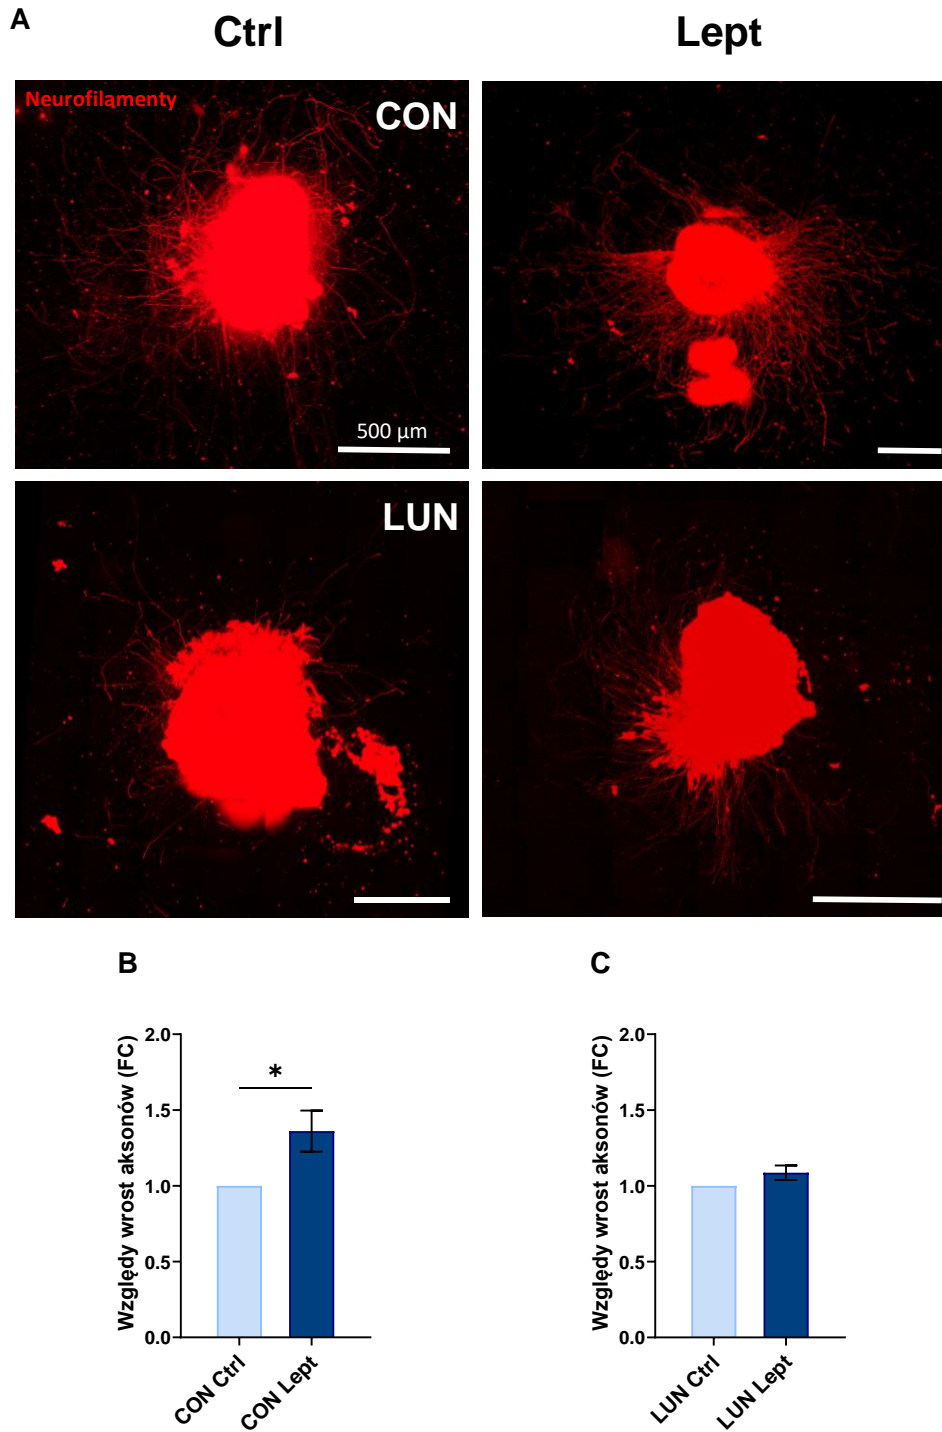 A
Ctrl
Lept
Neurofilamenty
CON
500 µm
LUN
B
C
Względy wrost aksonów (FC)
2.0
1.5
1.0
0.5
0.0
*
CON Ctrl
CON Lept
Względy wrost aksonów (FC)
2.0
1.5
1.0
0.5
0.0
LUN Ctrl
LUN Lept